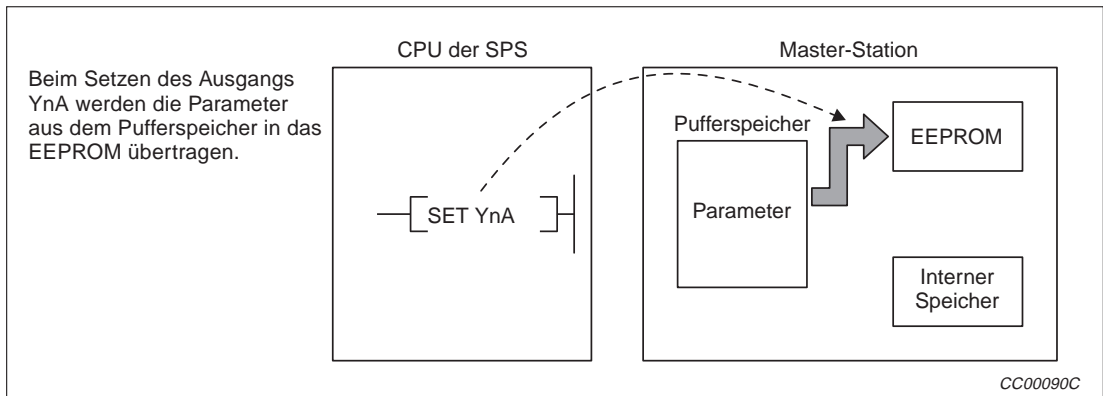 Beim Setzen des Ausgangs
YnA werden die Parameter
aus dem Pufferspeicher in das
EEPROM übertragen.
CPU der SPS
SET YnA
Master-Station
Pufferspeicher
Parameter
EEPROM
Interner
Speicher
CC00090C